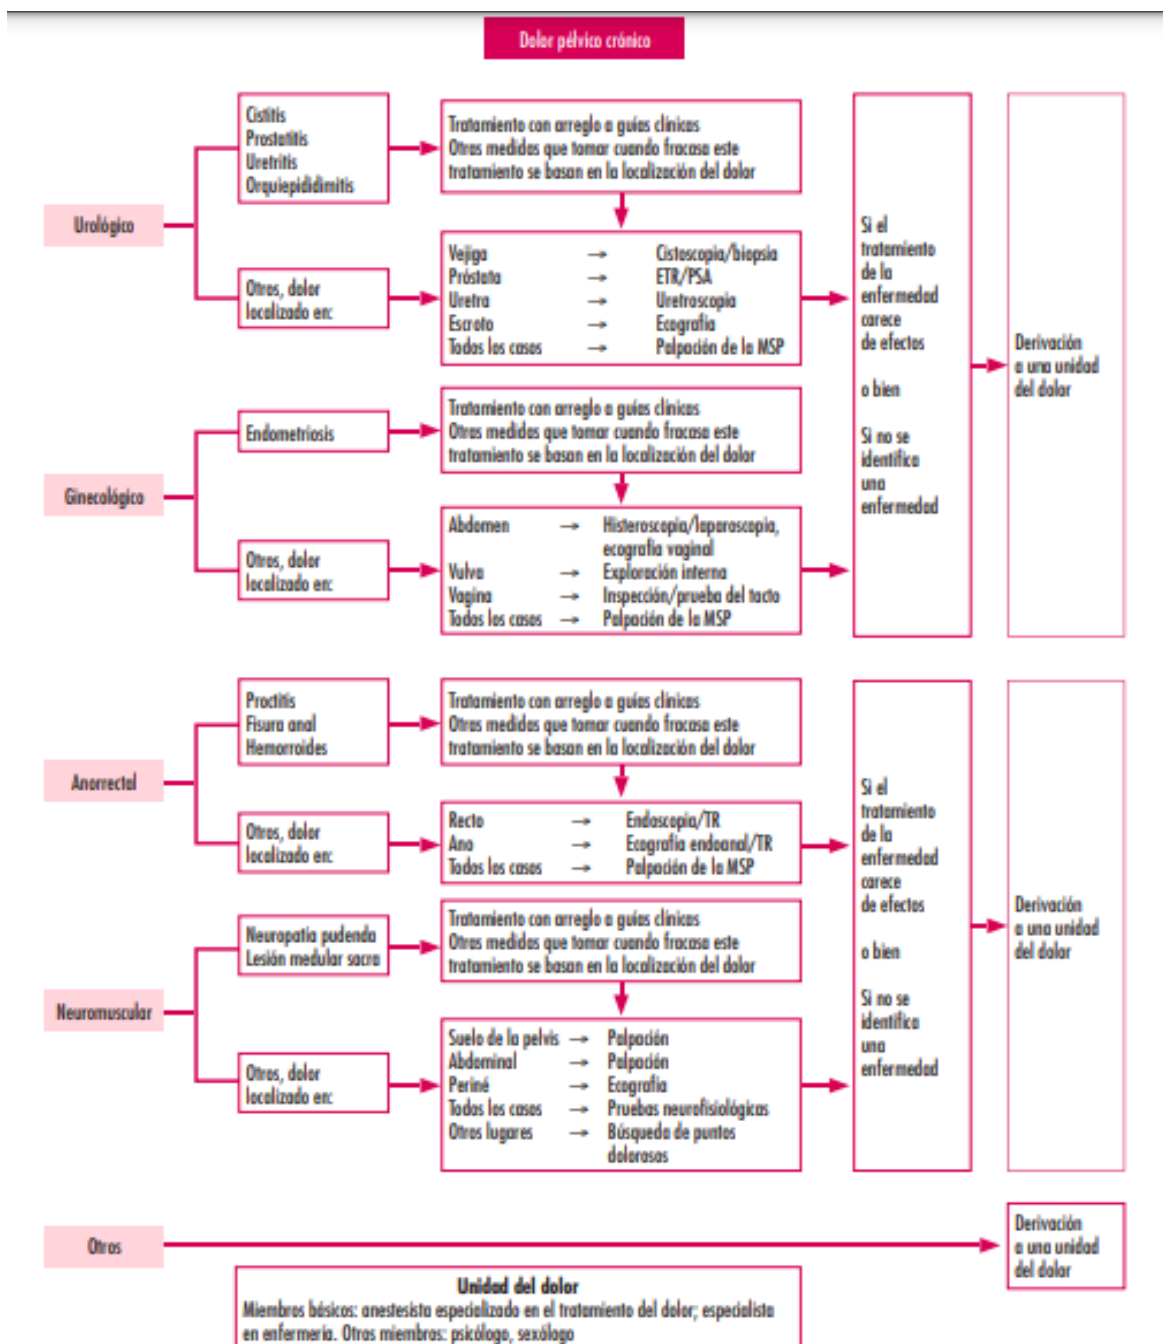 Dolor pélvico crónico
Urológico
Cistitis
Prostatitis
Uretritis
Orquiepididimitis
Tratamiento con arreglo a guías clínicas
Otras medidas que tomar cuando fracasa este
tratamiento se basan en la localización del dolor
Otros, dolor
localizado en:
Vejiga → Cistoscopia/biopsia
Próstata → ETR/PSA
Uretra → Uretroscopia
Escroto → Ecografía
Todos los casos → Palpación de la MSP
Ginecológico
Endometriosis
Tratamiento con arreglo a guías clínicas
Otras medidas que tomar cuando fracasa este
tratamiento se basan en la localización del dolor
Otros, dolor
localizado en:
Abdomen → Histeroscopia/laparoscopia,
ecografía vaginal
Vulva → Exploración interna
Vagina → Inspección/prueba del tacto
Todos los casos → Palpación de la MSP
Si el
tratamiento
de la
enfermedad
carece
de efectos
o bien
Si no se
identifica
una
enfermedad
Derivación
a una unidad
del dolor
Anorrectal
Proctitis
Fisura anal
Hemorroides
Tratamiento con arreglo a guías clínicas
Otras medidas que tomar cuando fracasa este
tratamiento se basan en la localización del dolor
Otros, dolor
localizado en:
Recto → Endoscopia/TR
Ano → Ecografía endoanal/TR
Todos los casos → Palpación de la MSP
Neuromuscular
Neuropatía pudenda
Lesión medular sacra
Tratamiento con arreglo a guías clínicas
Otras medidas que tomar cuando fracasa este
tratamiento se basan en la localización del dolor
Otros, dolor
localizado en:
Suelo de la pelvis → Palpación
Abdominal → Palpación
Periné → Ecografía
Todos los casos → Pruebas neurofisiológicas
Otros lugares → Búsqueda de puntos
dolorosos
Si el
tratamiento
de la
enfermedad
carece
de efectos
o bien
Si no se
identifica
una
enfermedad
Derivación
a una unidad
del dolor
Otros
Derivación
a una unidad
del dolor
Unidad del dolor
Miembros básicos: anestesista especializado en el tratamiento del dolor; especialista
en enfermería. Otros miembros: psicólogo, sexólogo